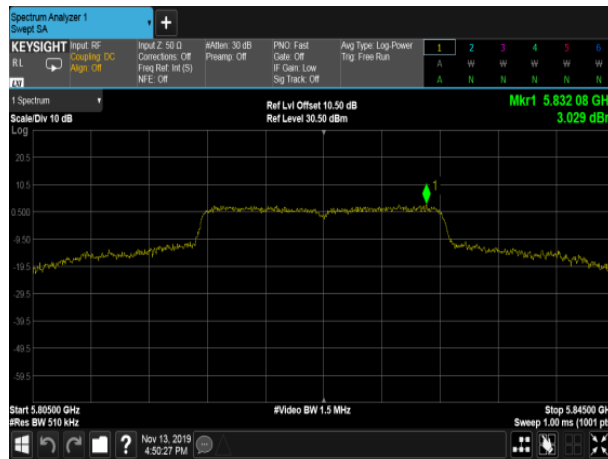 Spectrum Analyzer 1
Swept SA
+
KEYSIGHT
RL
LXI
Input: RF
Coupling: DC
Align: Off
Input Z: 50 Ω
Corrections: Off
Freq Ref: Int (S)
NFE: Off
#Atten: 30 dB
Preamp: Off
PNO: Fast
Gate: Off
IF Gain: Low
Sig Track: Off
Avg Type: Log-Power
Trig: Free Run
1 2 3 4 5 6
A W W W W W
A N N N N N
1 Spectrum
Scale/Div 10 dB
Ref Lvl Offset 10.50 dB
Ref Level 30.50 dBm
Mkr1 5.832 08 GH
3.029 dBr
Log
20.5
10.5
1
0.500
-9.50
-19.5
-29.5
-39.5
-49.5
-59.5
Start 5.80500 GHz
#Res BW 510 kHz
#Video BW 1.5 MHz
Stop 5.84500 GH
Sweep 1.00 ms (1001 pt
?
Nov 13, 2019
4:50:27 PM